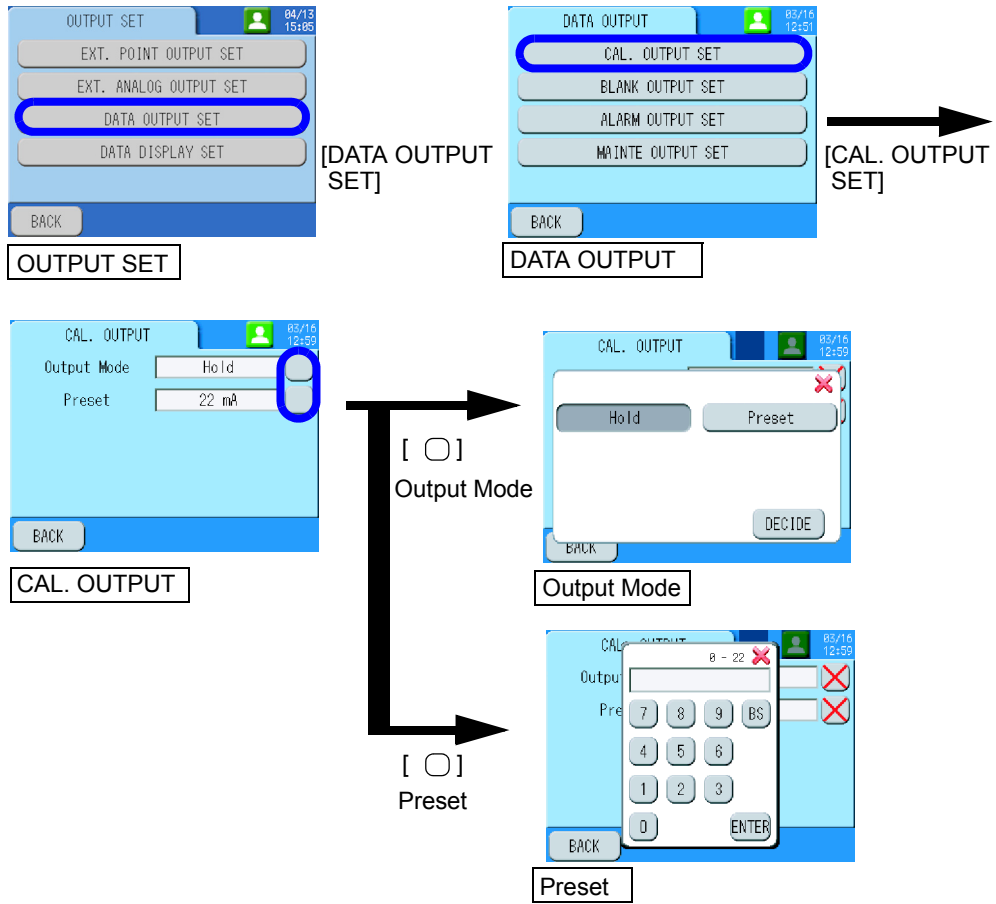 OUTPUT SET
04/13
15:05
EXT. POINT OUTPUT SET
EXT. ANALOG OUTPUT SET
DATA OUTPUT SET
DATA DISPLAY SET
BACK
OUTPUT SET
[DATA OUTPUT
SET]
DATA OUTPUT
03/16
12:51
CAL. OUTPUT SET
BLANK OUTPUT SET
ALARM OUTPUT SET
MAINTE OUTPUT SET
BACK
DATA OUTPUT
[CAL. OUTPUT
SET]
CAL. OUTPUT
03/16
12:59
Output Mode Hold
Preset 22 mA
BACK
CAL. OUTPUT
[ ]
Output Mode
CAL. OUTPUT
03/16
12:59
Hold Preset
DECIDE
BACK
Output Mode
[ ]
Preset
03/16
12:59
0 - 22
7 8 9 BS
4 5 6
1 2 3
0 ENTER
BACK
Preset